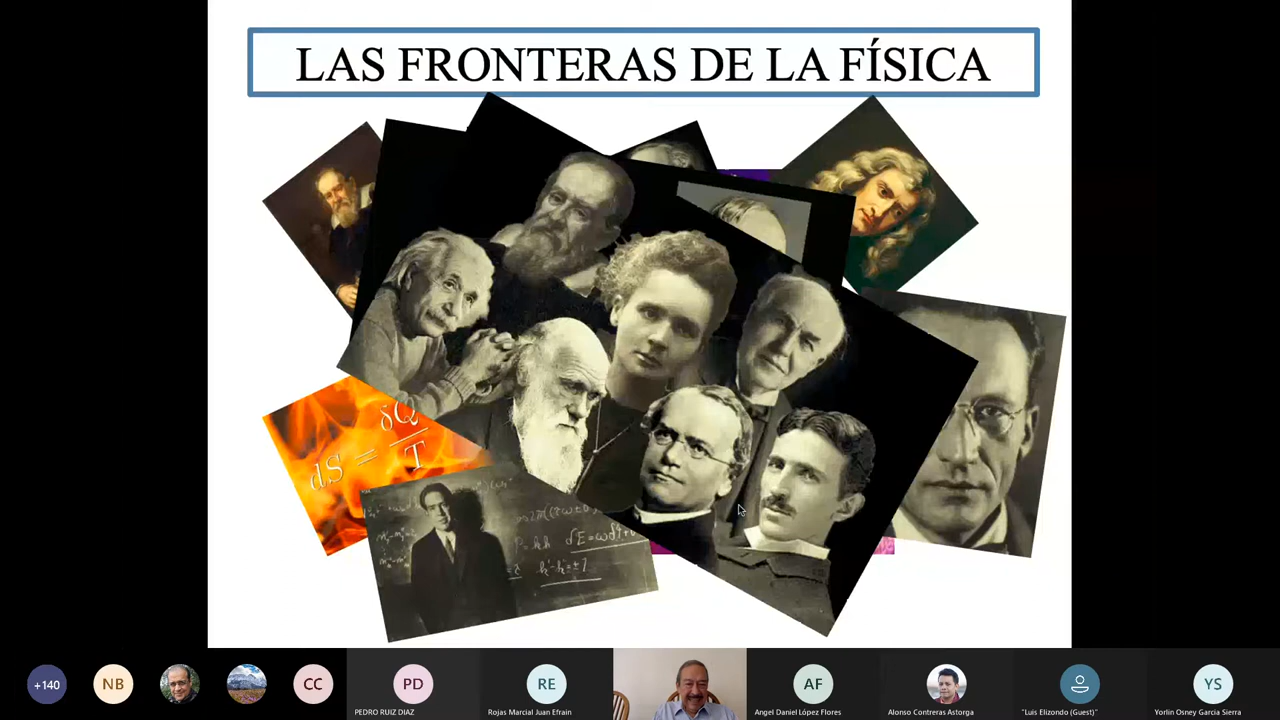 LAS FRONTERAS DE LA FÍSICA
dS = δQ
T
+140
NB
CC
PD
PEDRO RUIZ DIAZ
RE
Rojas Marcial Juan Efrain
AF
Angel Daniel López Flores
Alonso Contreras Astorga
"Luis Elizondo (Guest)"
YS
Yorlin Osney Garcia Sierra